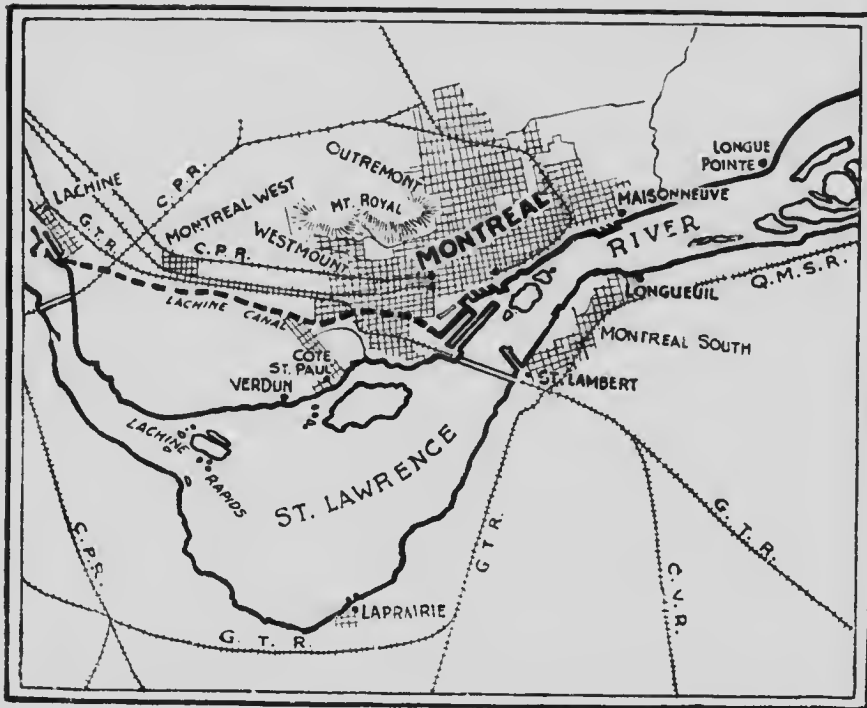 LACHINE
G.T.R.
C.P.R.
MONTREAL WEST
C.P.R.
WESTMOUNT
OUTREMONT
MT. ROYAL
MONTREAL
LONGUE
POINTE
MAISONNEUVE
RIVER
LONGUEUIL
Q.M.S.R.
MONTREAL SOUTH
ST. LAMBERT
LACHINE CANAL
COTE
ST. PAUL
VERDUN
LACHINE
RAPIDS
ST. LAWRENCE
C.P.R.
G.T.R.
LAPRAIRIE
G.T.R.
C.V.R.
G.T.R.